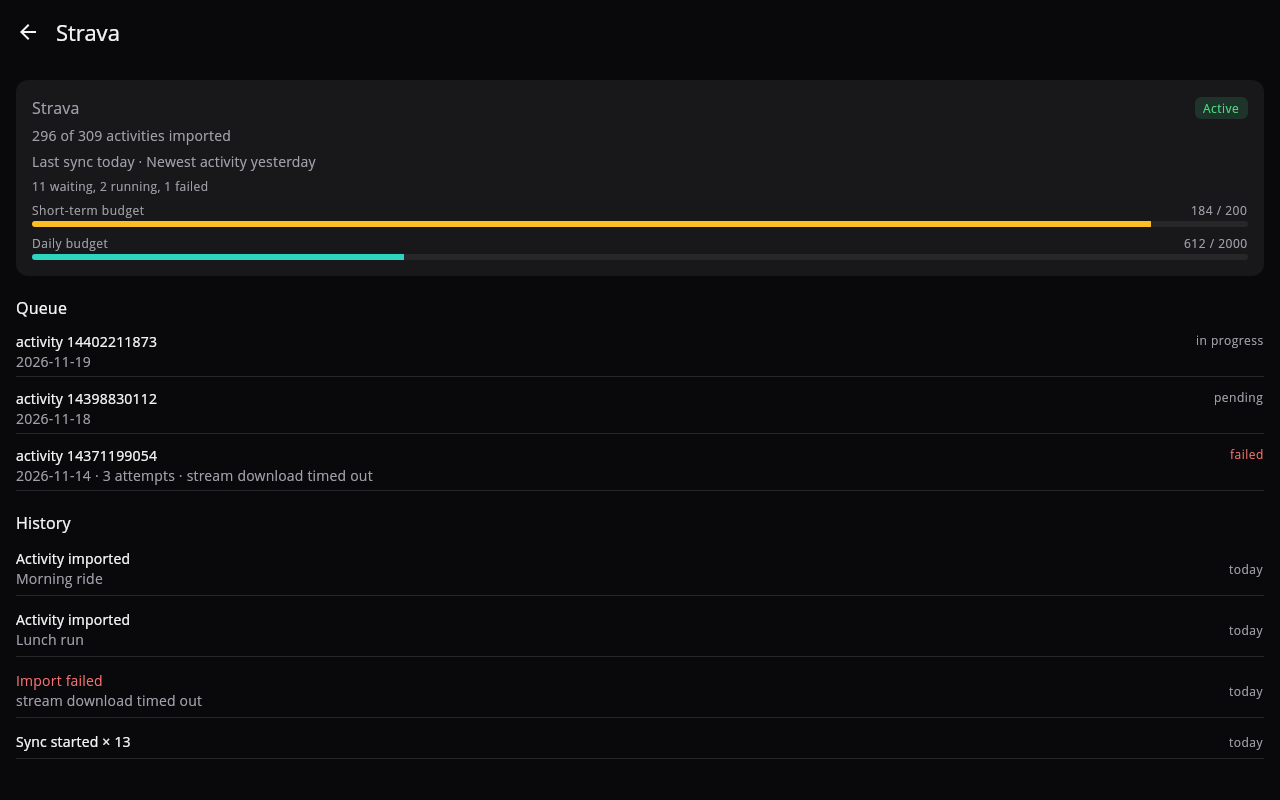 Strava
Strava
Active
296 of 309 activities imported
Last sync today · Newest activity yesterday
11 waiting, 2 running, 1 failed
Short-term budget
184 / 200
Daily budget
612 / 2000
Queue
activity 14402211873
in progress
2026-11-19
activity 14398830112
pending
2026-11-18
activity 14371199054
failed
2026-11-14 · 3 attempts · stream download timed out
History
Activity imported
Morning ride
today
Activity imported
Lunch run
today
Import failed
stream download timed out
today
Sync started × 13
today